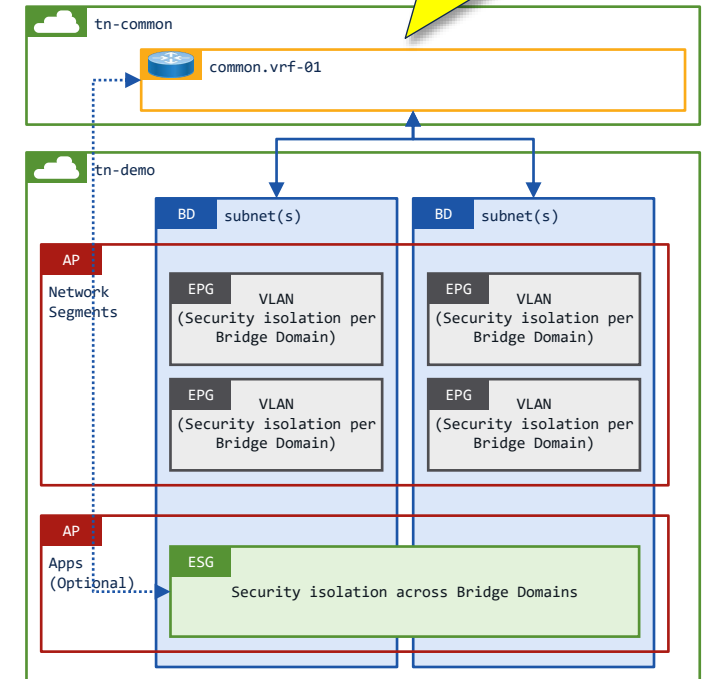 tn-common
common.vrf-01
tn-demo
BD subnet(s)
BD subnet(s)
AP
Network
Segments
EPG
VLAN
(Security isolation per
Bridge Domain)
EPG
VLAN
(Security isolation per
Bridge Domain)
EPG
VLAN
(Security isolation per
Bridge Domain)
EPG
VLAN
(Security isolation per
Bridge Domain)
AP
Apps
(Optional)
ESG
Security isolation across Bridge Domains